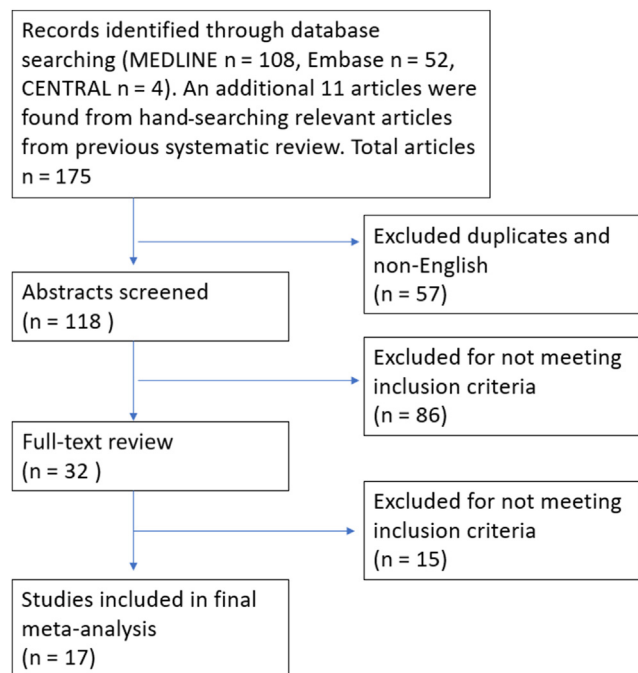 Records identified through database
searching (MEDLINE n = 108, Embase n = 52,
CENTRAL n = 4). An additional 11 articles were
found from hand-searching relevant articles
from previous systematic review. Total articles
n = 175
Excluded duplicates and
non-English
(n = 57)
Abstracts screened
(n = 118 )
Excluded for not meeting
inclusion criteria
(n = 86)
Full-text review
(n = 32 )
Excluded for not meeting
inclusion criteria
(n = 15)
Studies included in final
meta-analysis
(n = 17)